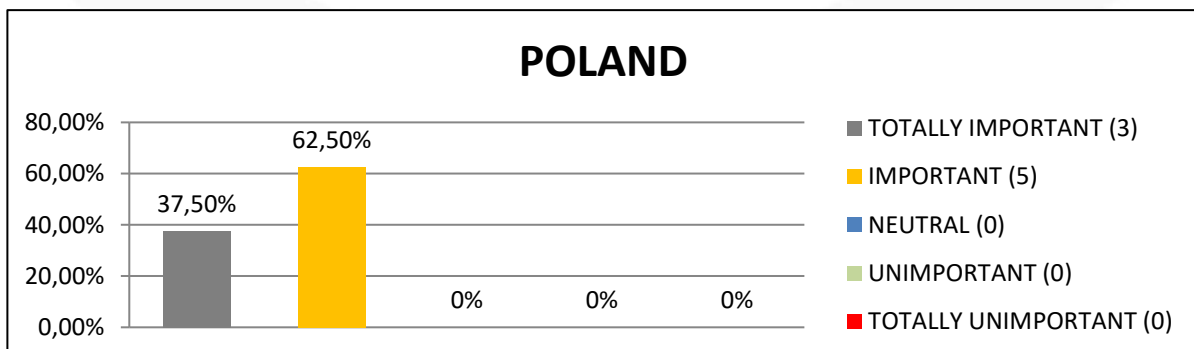 POLAND
80,00%
60,00%
40,00%
20,00%
0,00%
37,50%
62,50%
0%
0%
0%
TOTALLY IMPORTANT (3)
IMPORTANT (5)
NEUTRAL (0)
UNIMPORTANT (0)
TOTALLY UNIMPORTANT (0)